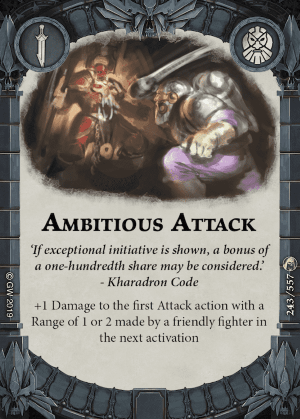 AMBITIOUS ATTACK
‘If exceptional initiative is shown, a bonus of
a one-hundredth share may be considered.’
- Kharadron Code
+1 Damage to the first Attack action with a
Range of 1 or 2 made by a friendly fighter in
the next activation
©GW 2019
243/557